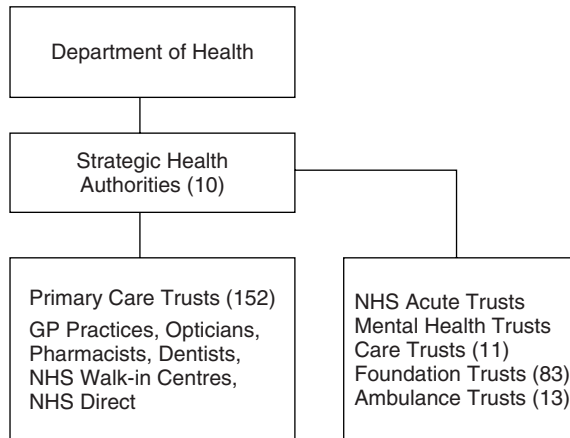 Department of Health
Strategic Health
Authorities (10)
Primary Care Trusts (152)
GP Practices, Opticians,
Pharmacists, Dentists,
NHS Walk-in Centres,
NHS Direct
NHS Acute Trusts
Mental Health Trusts
Care Trusts (11)
Foundation Trusts (83)
Ambulance Trusts (13)